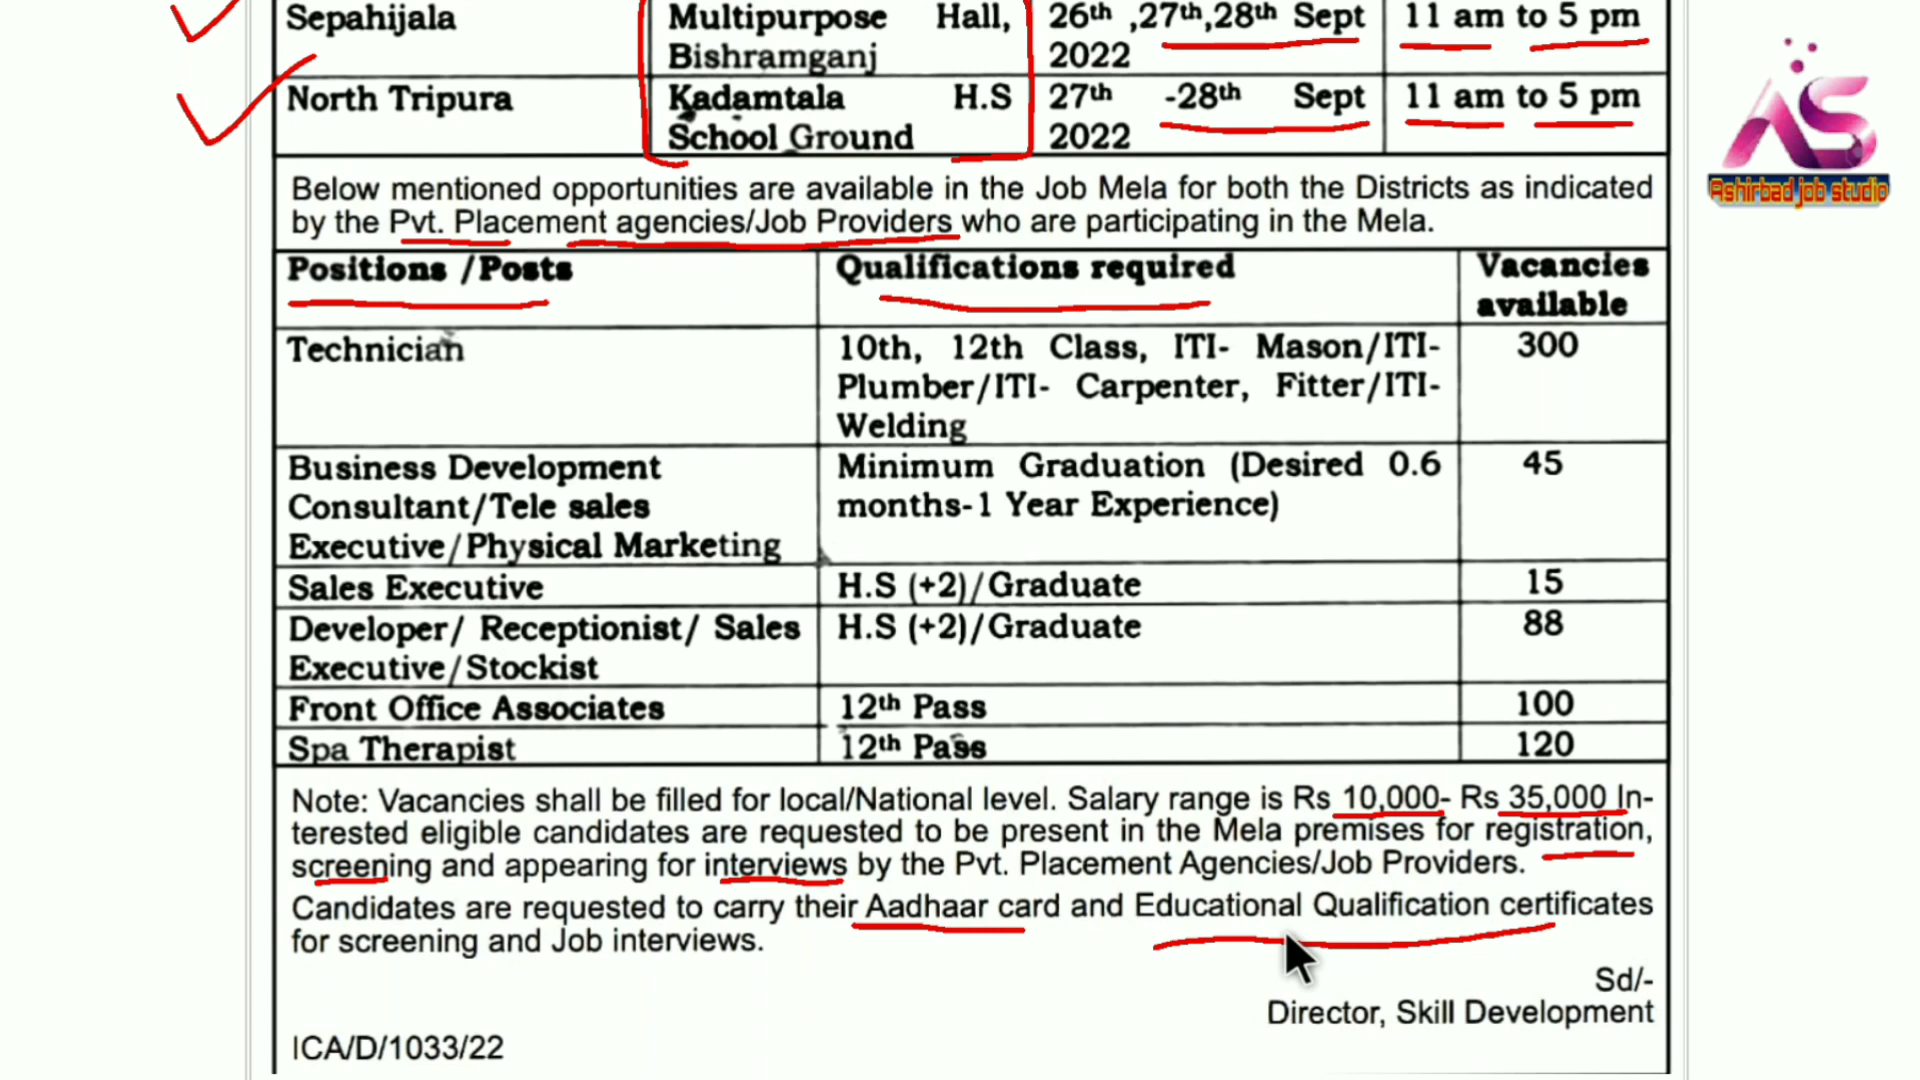 Sepahijala Multipurpose Hall, 26th ,27th,28th Sept 11 am to 5 pm
Bishramganj 2022
North Tripura Kadamtala H.S 27th -28th Sept 11 am to 5 pm
School Ground 2022
Ashirbad job studio
Below mentioned opportunities are available in the Job Mela for both the Districts as indicated
by the Pvt. Placement agencies/Job Providers who are participating in the Mela.
Positions /Posts Qualifications required Vacancies
available
Technician 10th, 12th Class, ITI- Mason/ITI- 300
Plumber/ITI- Carpenter, Fitter/ITI-
Welding
Business Development Minimum Graduation (Desired 0.6 45
Consultant/Tele sales months-1 Year Experience)
Executive/Physical Marketing
Sales Executive H.S (+2)/Graduate 15
Developer/ Receptionist/ Sales H.S (+2)/Graduate 88
Executive/Stockist
Front Office Associates 12th Pass 100
Spa Therapist 12th Pass 120
Note: Vacancies shall be filled for local/National level. Salary range is Rs 10,000- Rs 35,000 In-
terested eligible candidates are requested to be present in the Mela premises for registration,
screening and appearing for interviews by the Pvt. Placement Agencies/Job Providers.
Candidates are requested to carry their Aadhaar card and Educational Qualification certificates
for screening and Job interviews.
Sd/-
Director, Skill Development
ICA/D/1033/22